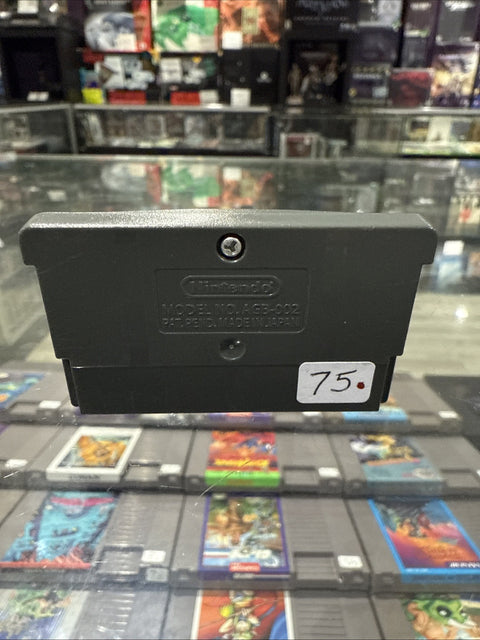 Nintendo
MODEL NO. AGB-002
PAT. PEND. MADE IN JAPAN
75.